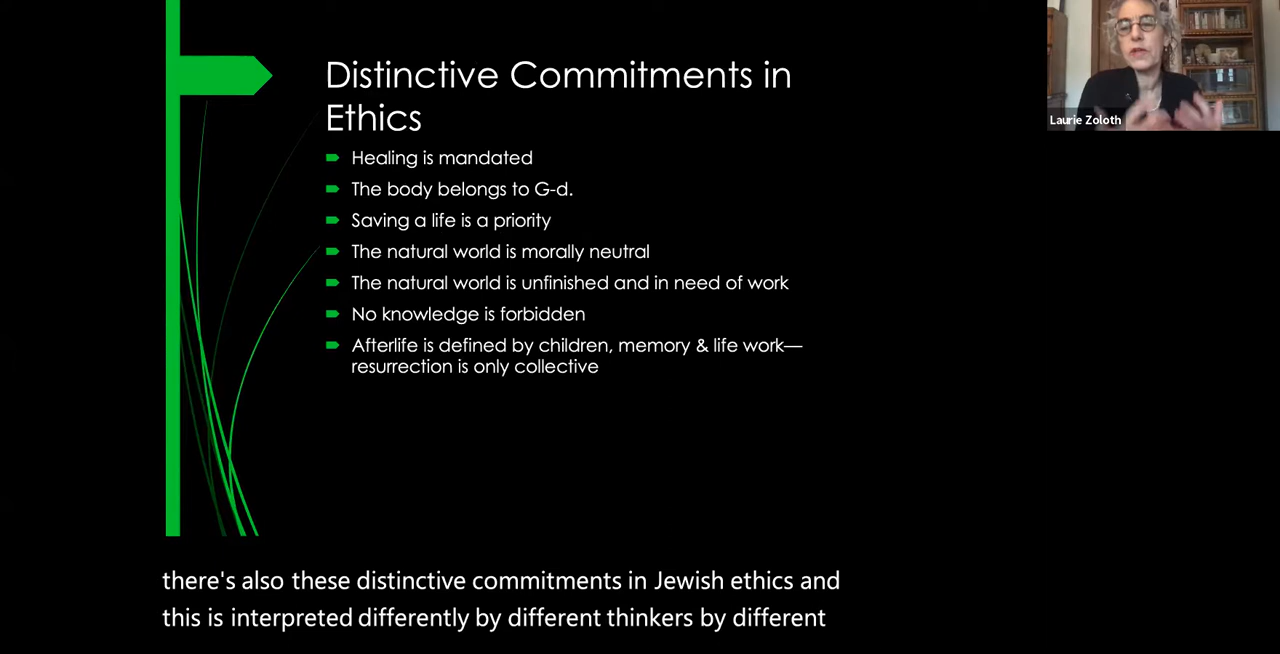 Distinctive Commitments in
Ethics
Healing is mandated
The body belongs to G-d.
Saving a life is a priority
The natural world is morally neutral
The natural world is unfinished and in need of work
No knowledge is forbidden
Afterlife is defined by children, memory & life work—
resurrection is only collective
Laurie Zoloth
there's also these distinctive commitments in Jewish ethics and
this is interpreted differently by different thinkers by different